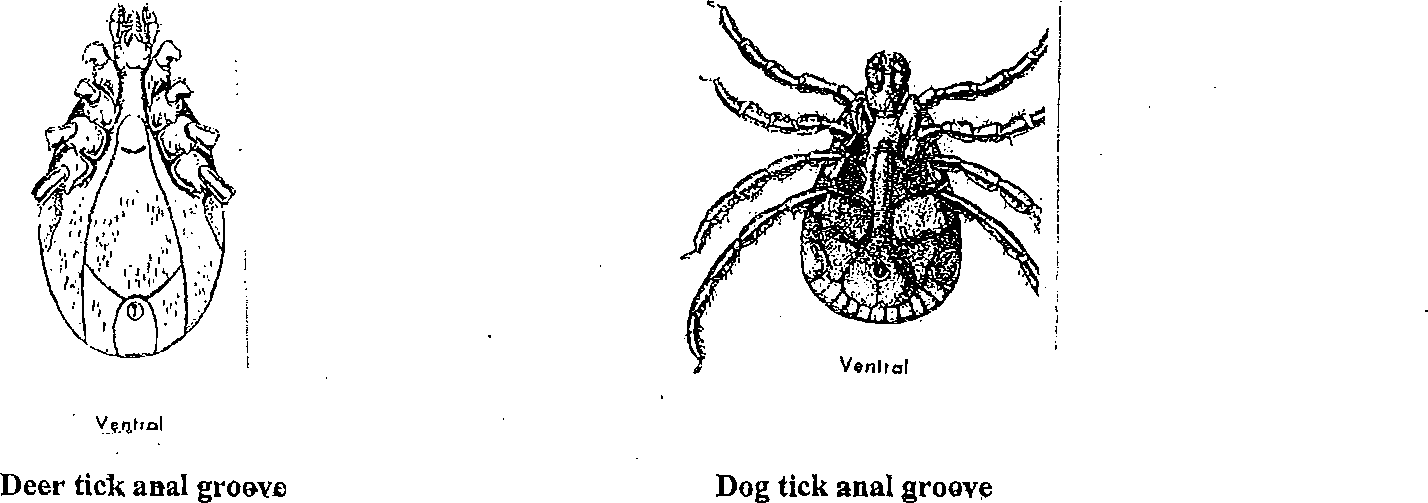 Ventral
Deer tick anal groove
Ventral
Dog tick anal groove